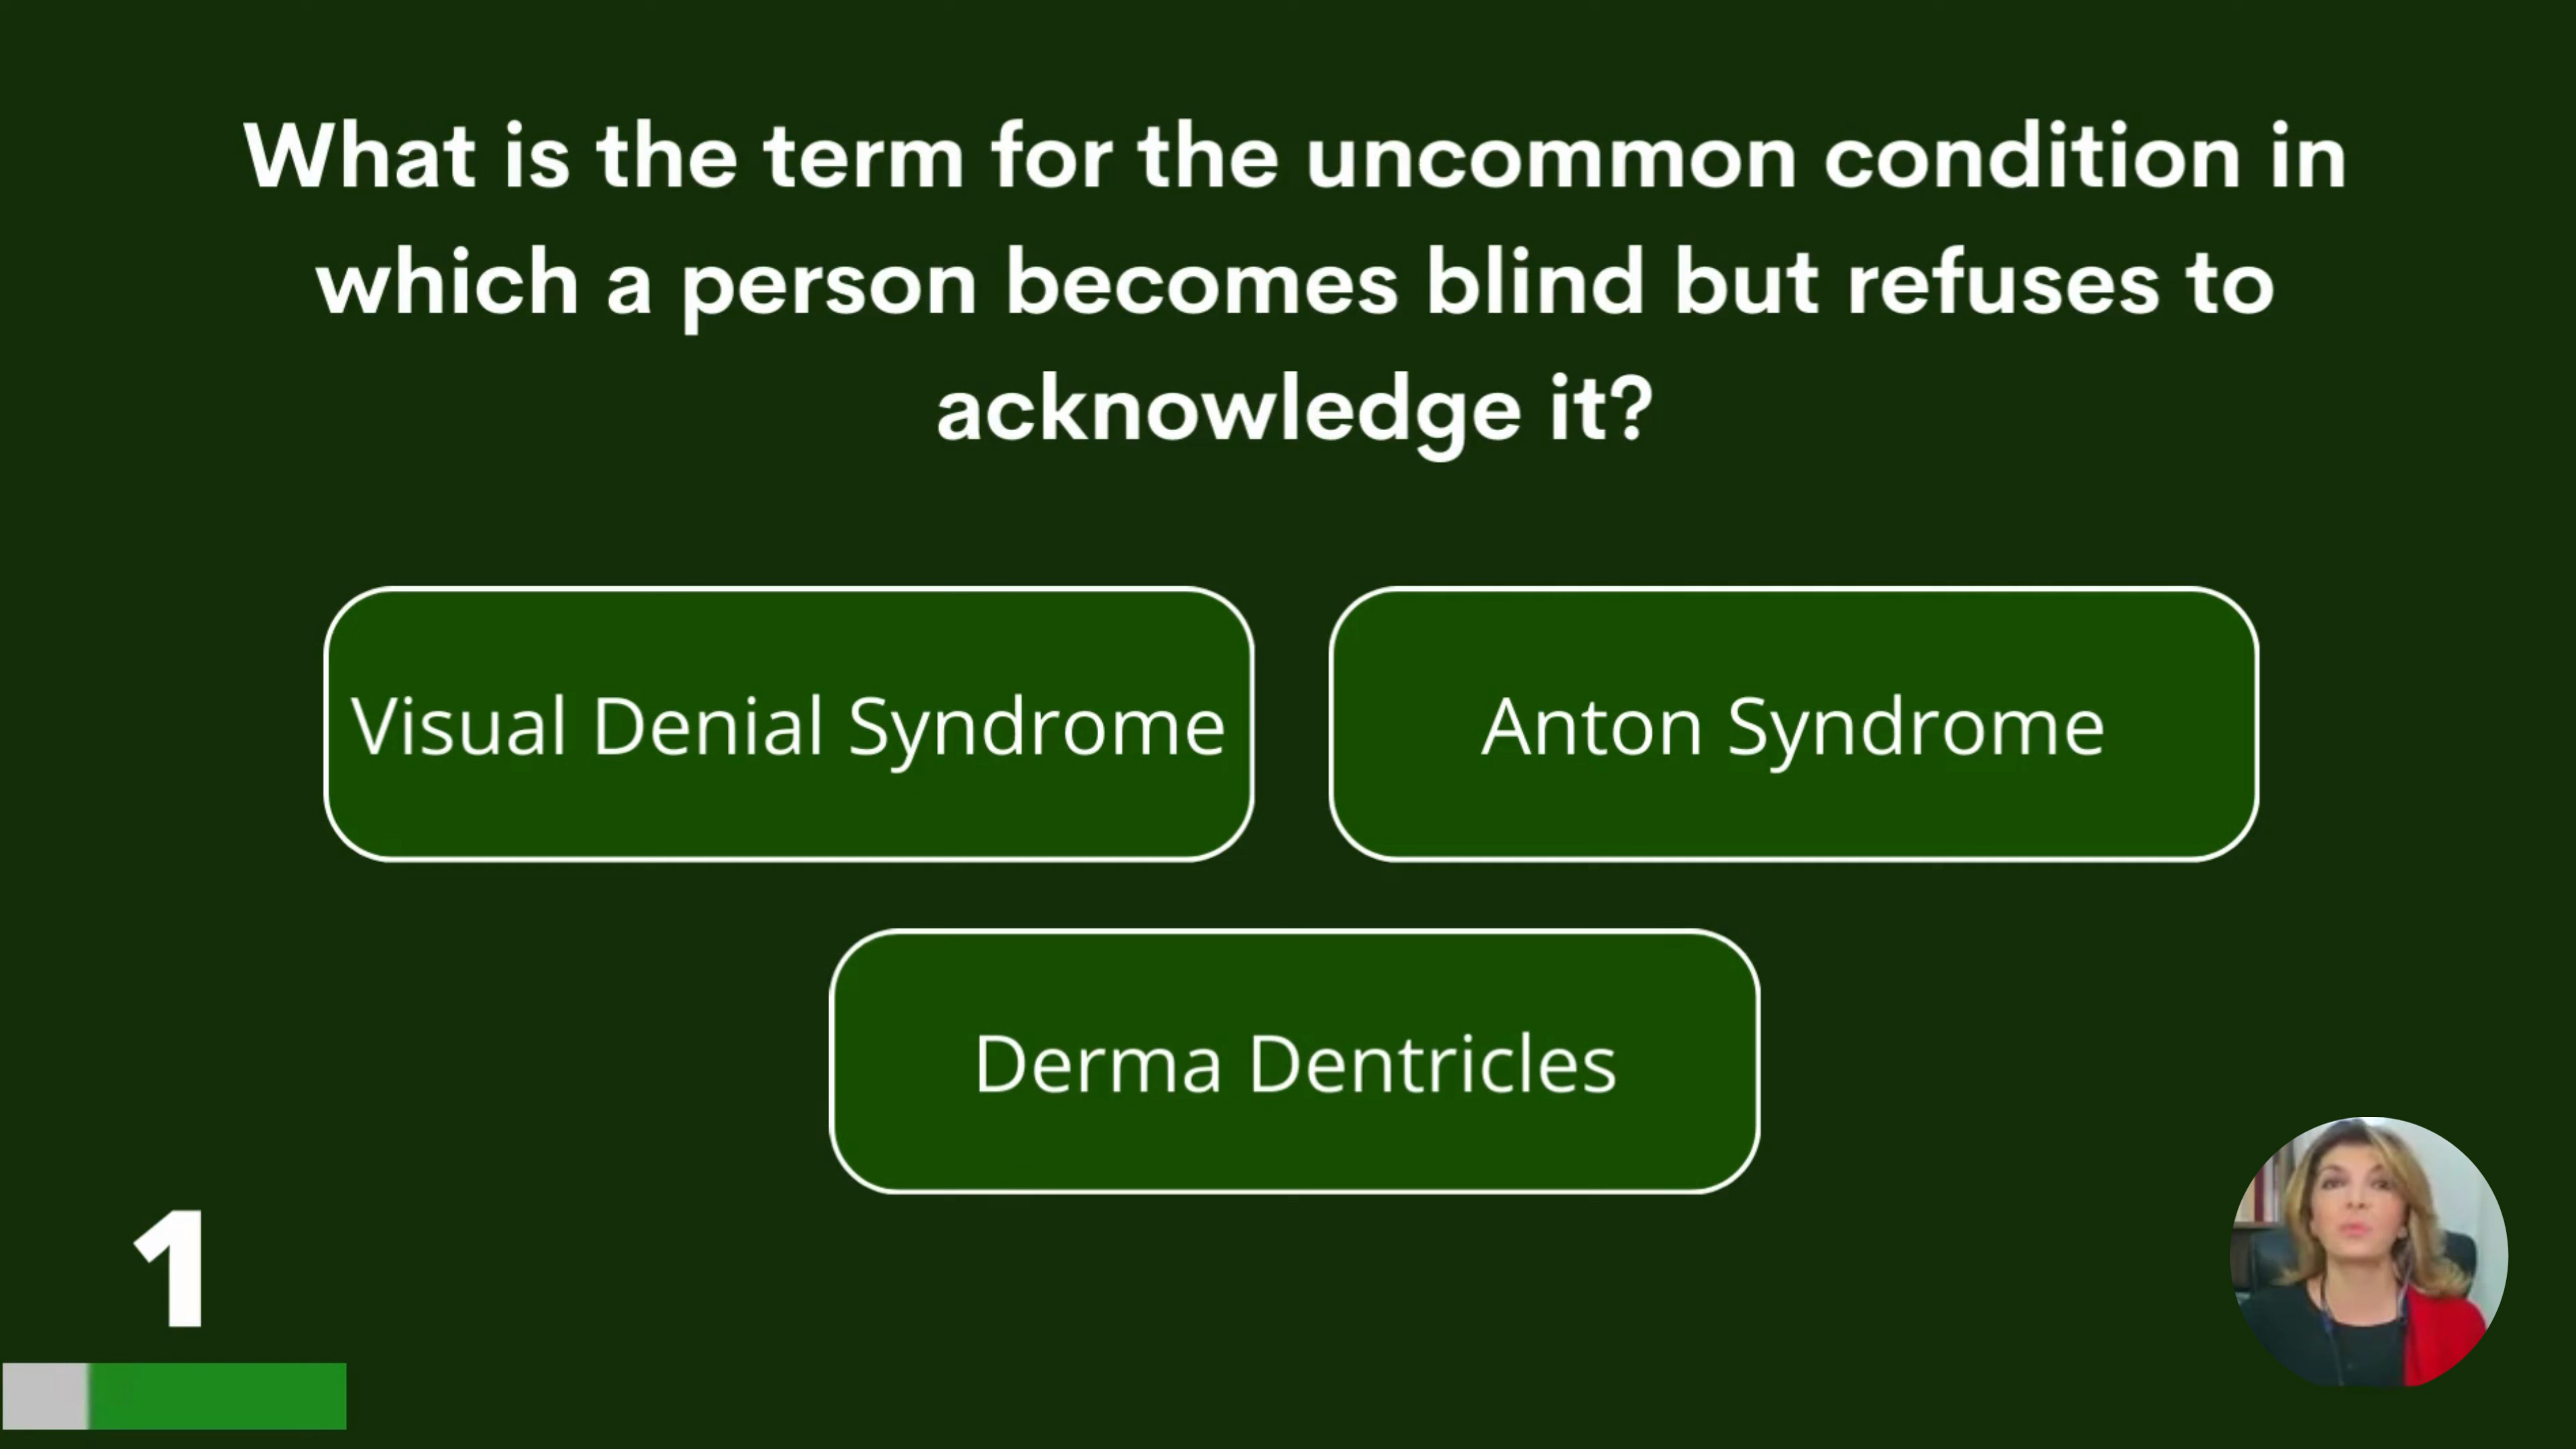 What is the term for the uncommon condition in
which a person becomes blind but refuses to
acknowledge it?
Visual Denial Syndrome
Anton Syndrome
Derma Dentricles
1